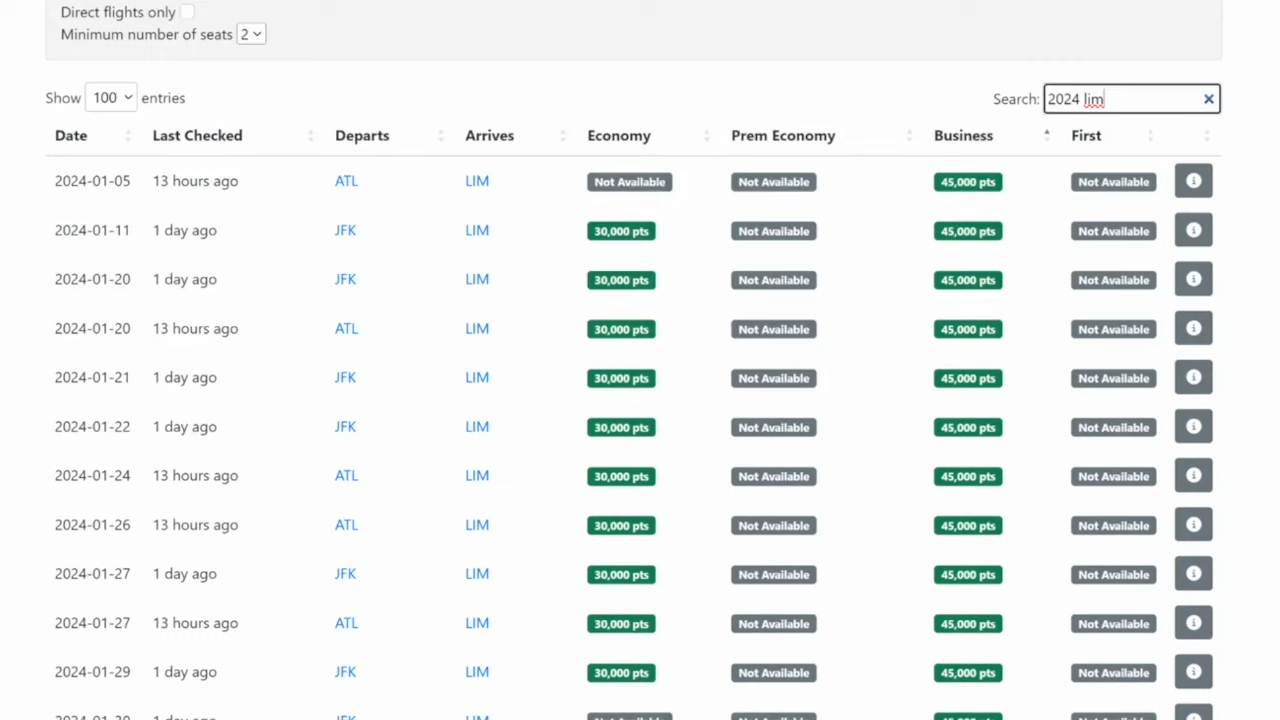 Direct flights only
Minimum number of seats 2
Show 100 entries Search: 2024 lim
Date Last Checked Departs Arrives Economy Prem Economy Business First
2024-01-05 13 hours ago ATL LIM Not Available Not Available 45,000 pts Not Available
2024-01-11 1 day ago JFK LIM 30,000 pts Not Available 45,000 pts Not Available
2024-01-20 1 day ago JFK LIM 30,000 pts Not Available 45,000 pts Not Available
2024-01-20 13 hours ago ATL LIM 30,000 pts Not Available 45,000 pts Not Available
2024-01-21 1 day ago JFK LIM 30,000 pts Not Available 45,000 pts Not Available
2024-01-22 1 day ago JFK LIM 30,000 pts Not Available 45,000 pts Not Available
2024-01-24 13 hours ago ATL LIM 30,000 pts Not Available 45,000 pts Not Available
2024-01-26 13 hours ago ATL LIM 30,000 pts Not Available 45,000 pts Not Available
2024-01-27 1 day ago JFK LIM 30,000 pts Not Available 45,000 pts Not Available
2024-01-27 13 hours ago ATL LIM 30,000 pts Not Available 45,000 pts Not Available
2024-01-29 1 day ago JFK LIM 30,000 pts Not Available 45,000 pts Not Available